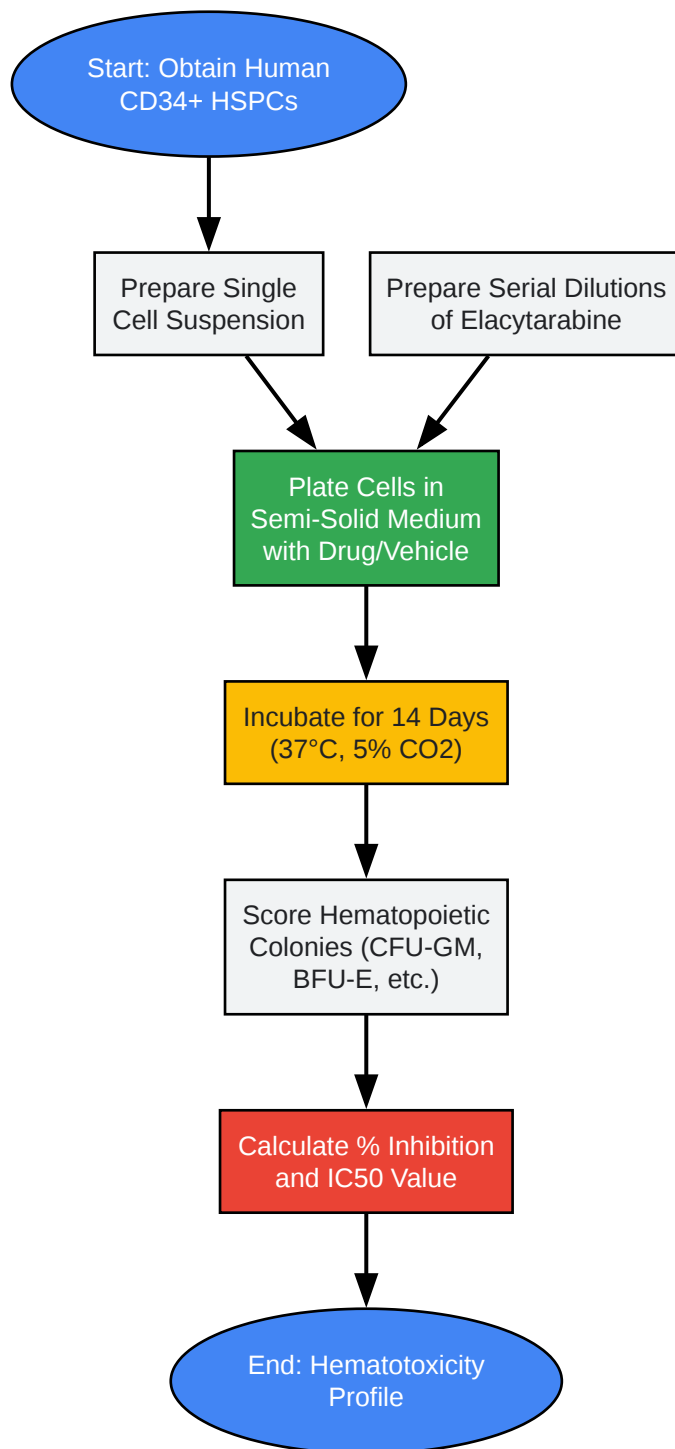 Start: Obtain Human
CD34+ HSPCs
Prepare Single
Cell Suspension
Prepare Serial Dilutions
of Elacytarabine
Plate Cells in
Semi-Solid Medium
with Drug/Vehicle
Incubate for 14 Days
(37°C, 5% CO2)
Score Hematopoietic
Colonies (CFU-GM,
BFU-E, etc.)
Calculate % Inhibition
and IC50 Value
End: Hematotoxicity
Profile